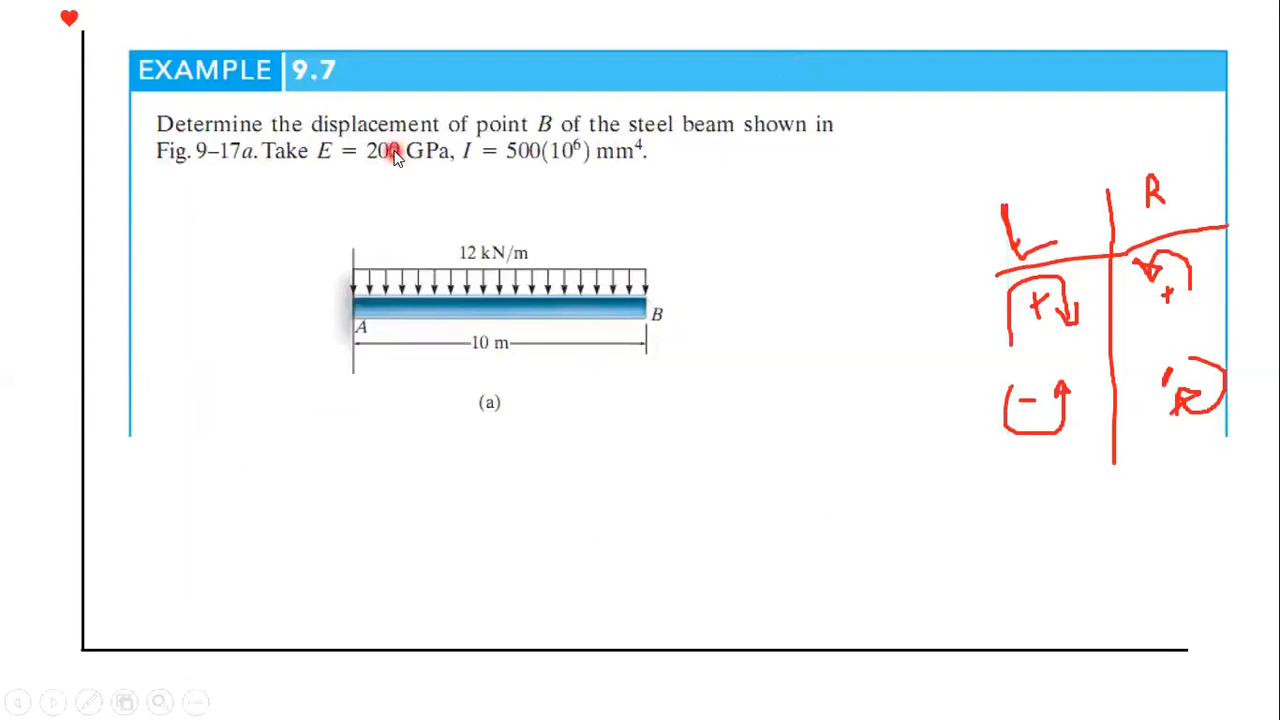 EXAMPLE 9.7
Determine the displacement of point B of the steel beam shown in
Fig. 9–17a. Take E = 200 GPa, I = 500(10⁶) mm⁴.
R
12 kN/m
+
+
A
B
10 m
−
(a)